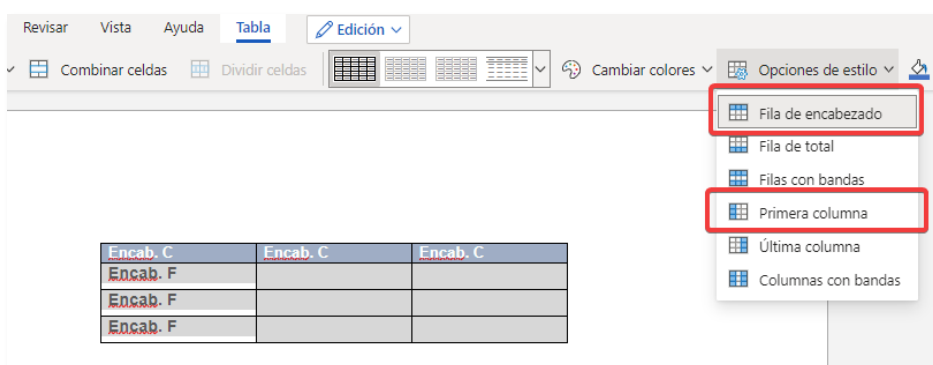 Revisar Vista Ayuda Tabla Edición
Combinar celdas Dividir celdas Cambiar colores Opciones de estilo
Fila de encabezado
Fila de total
Filas con bandas
Primera columna
Última columna
Columnas con bandas
Encab. C Encab. C Encab. C
Encab. F
Encab. F
Encab. F